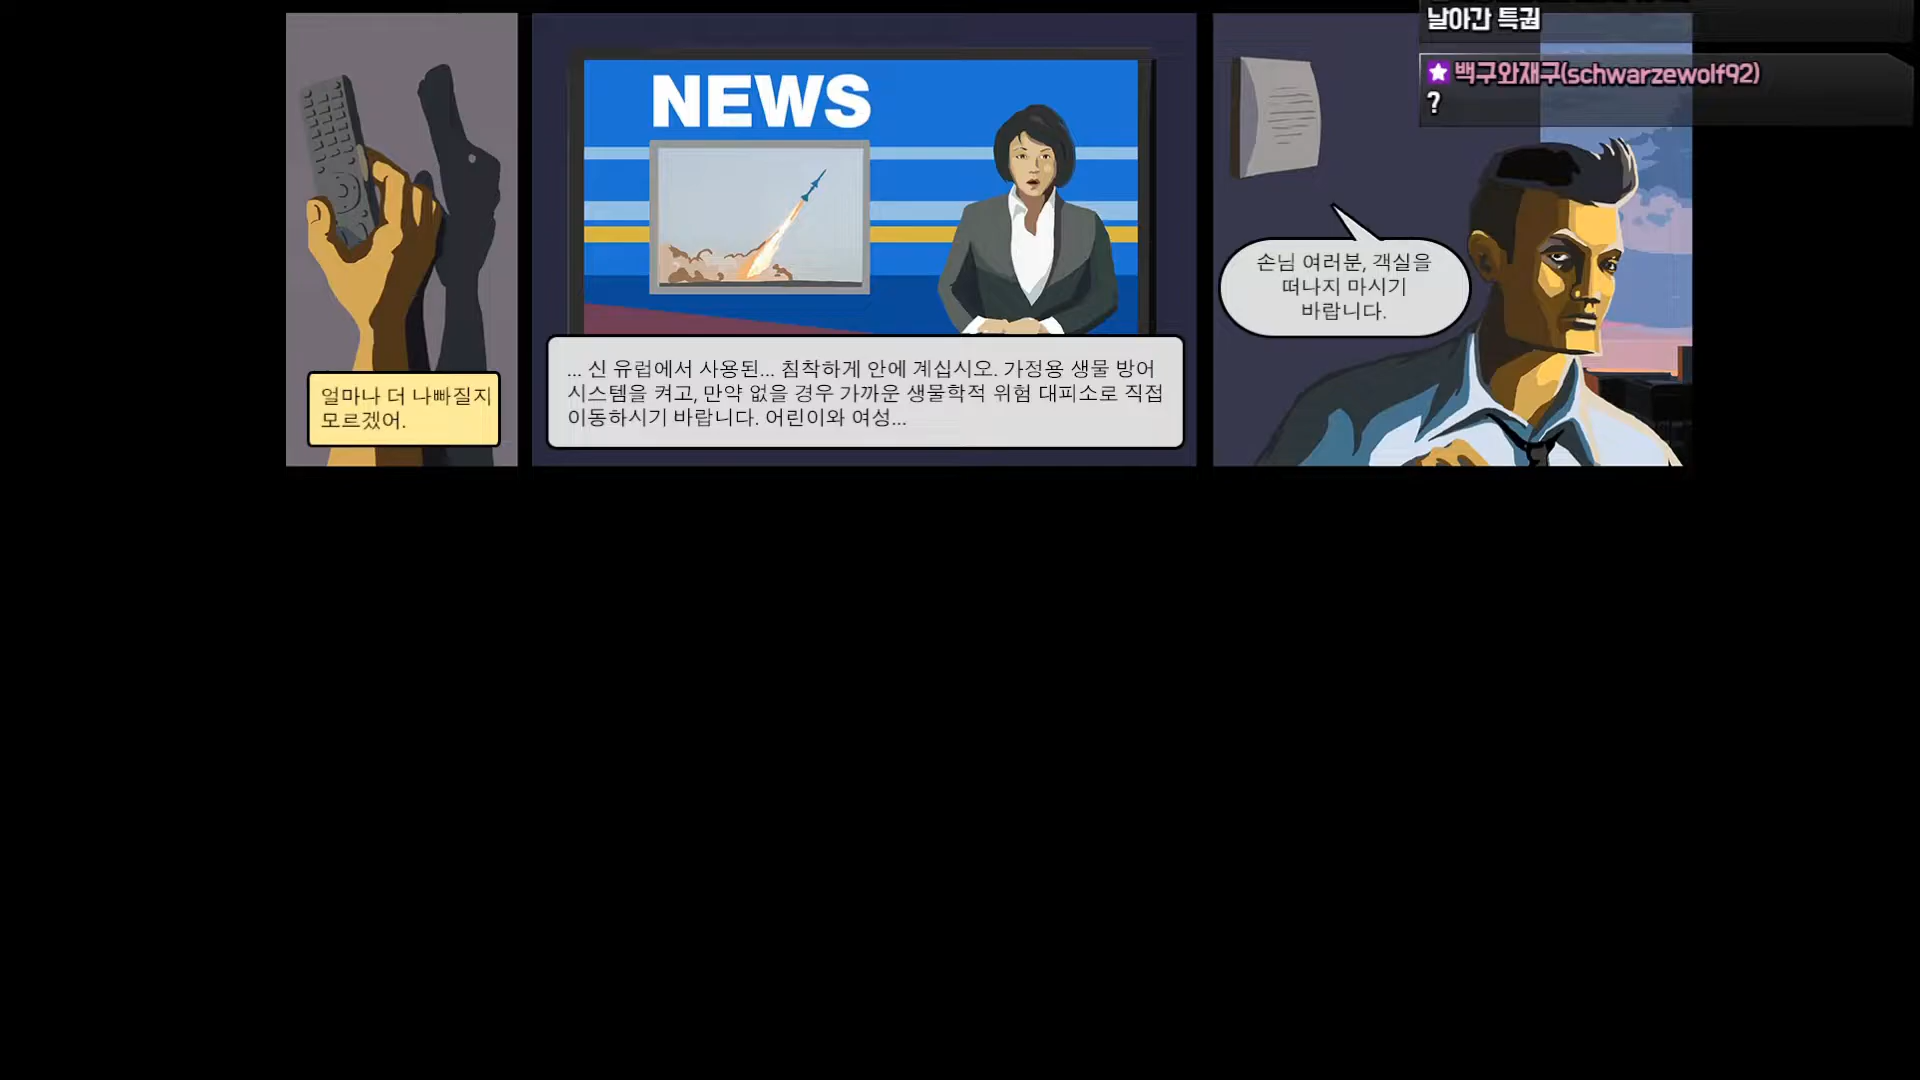 날아간 특권
백구와재구(schwarzewolf92)
?
NEWS
얼마나 더 나빠질지
모르겠어.
... 신 유럽에서 사용된... 침착하게 안에 계십시오. 가정용 생물 방어
시스템을 켜고, 만약 없을 경우 가까운 생물학적 위험 대피소로 직접
이동하시기 바랍니다. 어린이와 여성...
손님 여러분, 객실을
떠나지 마시기
바랍니다.